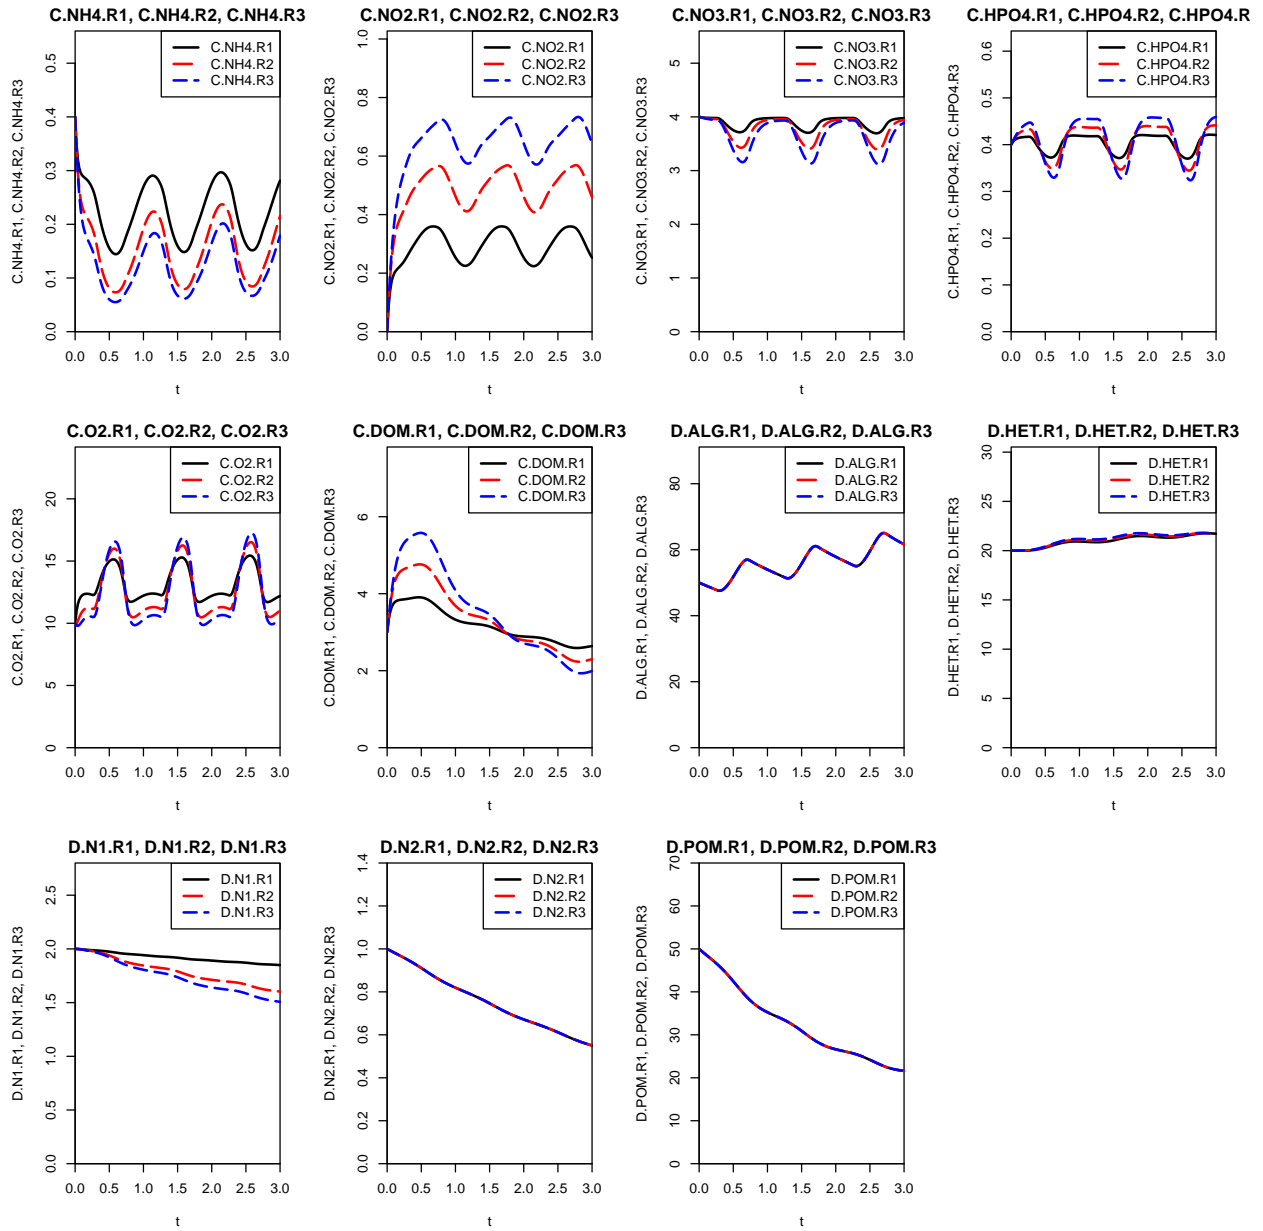 C.NH4.R1, C.NH4.R2, C.NH4.R3
C.NH4.R1, C.NH4.R2, C.NH4.R3
0.0 0.1 0.2 0.3 0.4 0.5
C.NH4.R1
C.NH4.R2
C.NH4.R3
0.0 0.5 1.0 1.5 2.0 2.5 3.0
t
C.NO2.R1, C.NO2.R2, C.NO2.R3
C.NO2.R1, C.NO2.R2, C.NO2.R3
0.0 0.2 0.4 0.6 0.8 1.0
C.NO2.R1
C.NO2.R2
C.NO2.R3
0.0 0.5 1.0 1.5 2.0 2.5 3.0
t
C.NO3.R1, C.NO3.R2, C.NO3.R3
C.NO3.R1, C.NO3.R2, C.NO3.R3
0 1 2 3 4 5
C.NO3.R1
C.NO3.R2
C.NO3.R3
0.0 0.5 1.0 1.5 2.0 2.5 3.0
t
C.HPO4.R1, C.HPO4.R2, C.HPO4.R
C.HPO4.R1, C.HPO4.R2, C.HPO4.R3
0.0 0.1 0.2 0.3 0.4 0.5 0.6
C.HPO4.R1
C.HPO4.R2
C.HPO4.R3
0.0 0.5 1.0 1.5 2.0 2.5 3.0
t
C.O2.R1, C.O2.R2, C.O2.R3
C.O2.R1, C.O2.R2, C.O2.R3
0 5 10 15 20
C.O2.R1
C.O2.R2
C.O2.R3
0.0 0.5 1.0 1.5 2.0 2.5 3.0
t
C.DOM.R1, C.DOM.R2, C.DOM.R3
C.DOM.R1, C.DOM.R2, C.DOM.R3
0 2 4 6
C.DOM.R1
C.DOM.R2
C.DOM.R3
0.0 0.5 1.0 1.5 2.0 2.5 3.0
t
D.ALG.R1, D.ALG.R2, D.ALG.R3
D.ALG.R1, D.ALG.R2, D.ALG.R3
0 20 40 60 80
D.ALG.R1
D.ALG.R2
D.ALG.R3
0.0 0.5 1.0 1.5 2.0 2.5 3.0
t
D.HET.R1, D.HET.R2, D.HET.R3
D.HET.R1, D.HET.R2, D.HET.R3
0 5 10 15 20 25 30
D.HET.R1
D.HET.R2
D.HET.R3
0.0 0.5 1.0 1.5 2.0 2.5 3.0
t
D.N1.R1, D.N1.R2, D.N1.R3
D.N1.R1, D.N1.R2, D.N1.R3
0.0 0.5 1.0 1.5 2.0 2.5
D.N1.R1
D.N1.R2
D.N1.R3
0.0 0.5 1.0 1.5 2.0 2.5 3.0
t
D.N2.R1, D.N2.R2, D.N2.R3
D.N2.R1, D.N2.R2, D.N2.R3
0.0 0.2 0.4 0.6 0.8 1.0 1.2 1.4
D.N2.R1
D.N2.R2
D.N2.R3
0.0 0.5 1.0 1.5 2.0 2.5 3.0
t
D.POM.R1, D.POM.R2, D.POM.R3
D.POM.R1, D.POM.R2, D.POM.R3
0 10 20 30 40 50 60 70
D.POM.R1
D.POM.R2
D.POM.R3
0.0 0.5 1.0 1.5 2.0 2.5 3.0
t